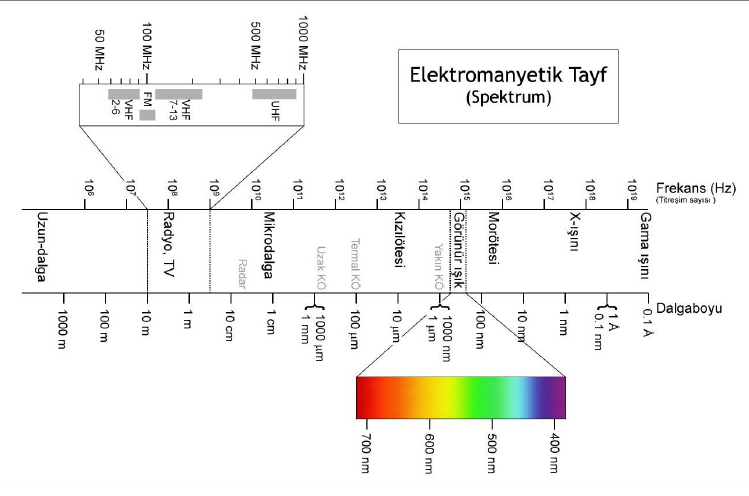 Elektromanyetik Tayf
(Spektrum)
50 MHz
100 MHz
500 MHz
1000 MHz
VHF
2-6
FM
VHF
7-13
UHF
10⁶
10⁷
10⁸
10⁹
10¹⁰
10¹¹
10¹²
10¹³
10¹⁴
10¹⁵
10¹⁶
10¹⁷
10¹⁸
10¹⁹
Frekans (Hz)
(Titreşim sayısı )
Uzun-dalga
Radyo, TV
Mikrodalga
Radar
Uzak KÖ
Termal KÖ
Kızılötesi
Yakın KÖ
Görünür ışık
Morötesi
X-ışını
Gama ışını
Dalgaboyu
1000 m
100 m
10 m
1 m
10 cm
1 cm
1000 µm
1 mm
100 µm
10 µm
1000 nm
1 µm
100 nm
10 nm
1 nm
1 Å
0.1 nm
0.1 Å
700 nm
600 nm
500 nm
400 nm